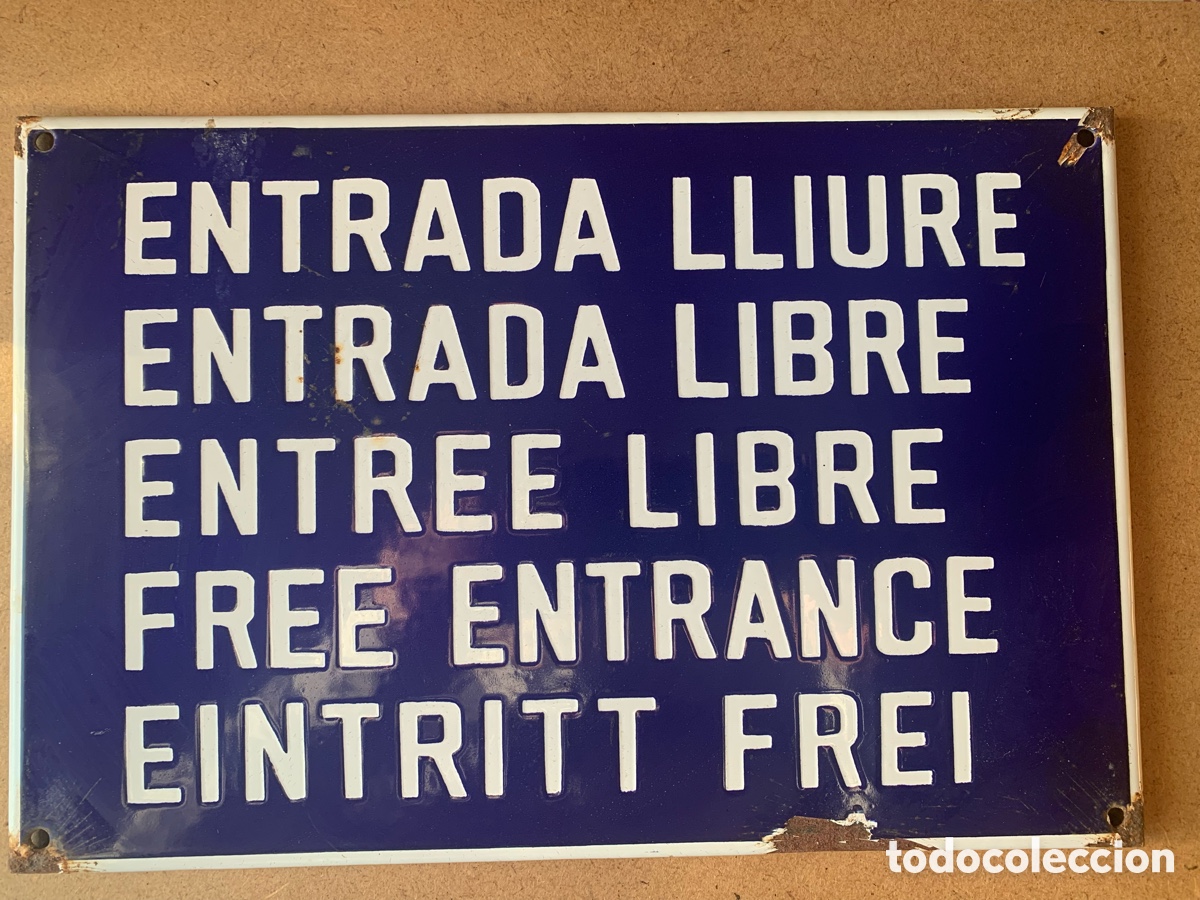 ENTRADA LLIURE
ENTRADA LIBRE
ENTREE LIBRE
FREE ENTRANCE
EINTRITT FREI
todocoleccion